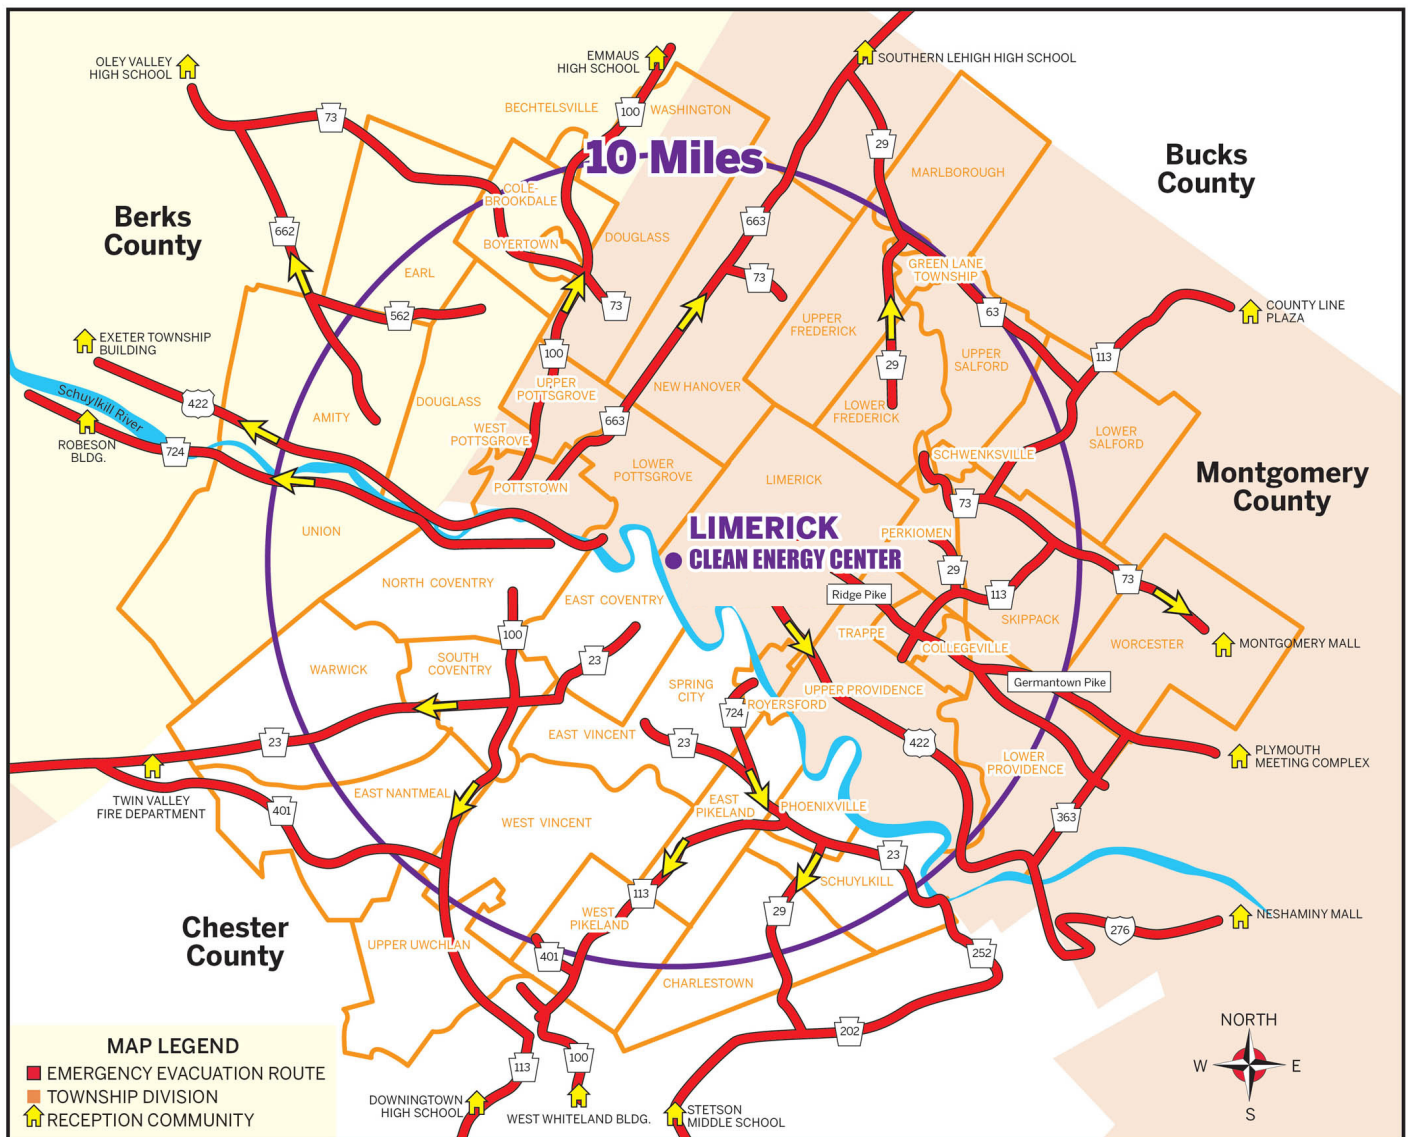 OLEY VALLEY
HIGH SCHOOL
EMMAUS
HIGH SCHOOL
SOUTHERN LEHIGH HIGH SCHOOL
BECHTELSVILLE
WASHINGTON
100
73
10-Miles
29
MARLBOROUGH
Bucks
County
Berks
County
COLE-
BROOKDALE
662
BOYERTOWN
DOUGLASS
663
EARL
GREEN LANE
TOWNSHIP
73
73
562
63
COUNTY LINE
PLAZA
UPPER
FREDERICK
EXETER TOWNSHIP
BUILDING
100
29
UPPER
SALFORD
113
Schuylkill River
422
UPPER
POTTSGROVE
NEW HANOVER
DOUGLASS
AMITY
663
LOWER
FREDERICK
ROBESON
BLDG.
724
WEST
POTTSGROVE
LOWER
SALFORD
SCHWENKSVILLE
LOWER
POTTSGROVE
LIMERICK
POTTSTOWN
73
Montgomery
County
UNION
LIMERICK
CLEAN ENERGY CENTER
PERKIOMEN
29
73
NORTH COVENTRY
EAST COVENTRY
Ridge Pike
113
SKIPPACK
100
TRAPPE
COLLEGEVILLE
WORCESTER
MONTGOMERY MALL
WARWICK
SOUTH
COVENTRY
23
SPRING
CITY
Germantown Pike
UPPER PROVIDENCE
ROYERSFORD
724
23
EAST VINCENT
23
422
LOWER
PROVIDENCE
PLYMOUTH
MEETING COMPLEX
TWIN VALLEY
FIRE DEPARTMENT
401
EAST NANTMEAL
WEST VINCENT
EAST
PIKELAND
PHOENIXVILLE
363
23
SCHUYLKILL
113
29
WEST
PIKELAND
NESHAMINY MALL
276
Chester
County
UPPER UWCHLAN
401
252
CHARLESTOWN
202
NORTH
W
E
S
MAP LEGEND
EMERGENCY EVACUATION ROUTE
TOWNSHIP DIVISION
RECEPTION COMMUNITY
113
100
DOWNINGTOWN
HIGH SCHOOL
WEST WHITELAND BLDG.
STETSON
MIDDLE SCHOOL